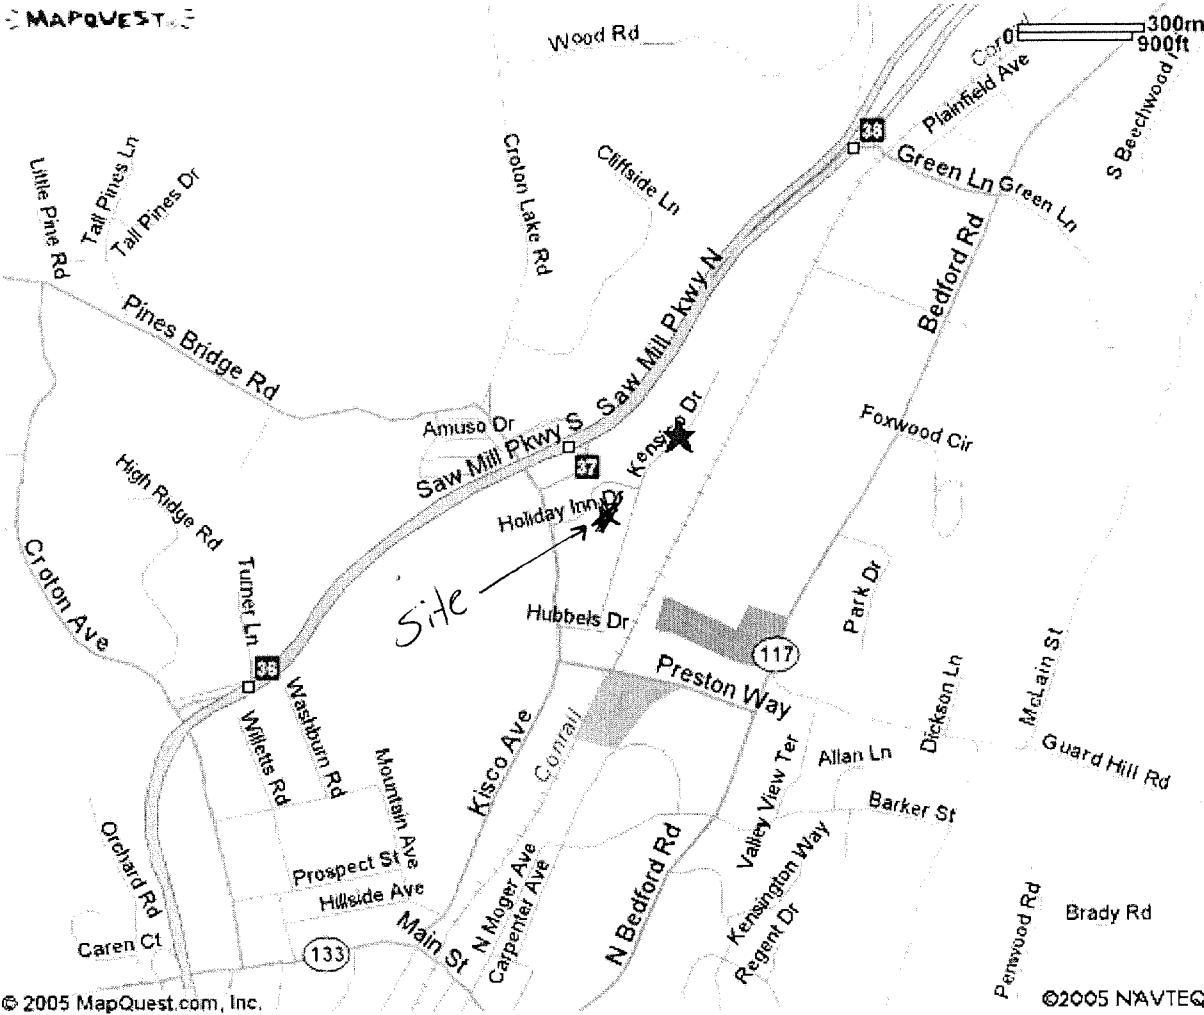 MAPQUEST
300m
0
900ft
Wood Rd
Plainfield Ave
S Beechwood
38
Green Ln
Green Ln
Croton Lake Rd
Cliffside Ln
Little Pine Rd
Tall Pines Ln
Tall Pines Dr
Bedford Rd
Saw Mill Pkwy N
Pines Bridge Rd
Amuso Dr
Saw Mill Pkwy S
37
Kensico Dr
Foxwood Cir
High Ridge Rd
Holiday Inn Dr
Site
Croton Ave
Turner Ln
Park Dr
Hubbels Dr
117
Preston Way
36
Washburn Rd
Willetts Rd
Mountain Ave
Kisco Ave
Conrail
Dickson Ln
McLain St
Guard Hill Rd
Allan Ln
Valley View Ter
Barker St
Orchard Rd
Prospect St
Hillside Ave
N Moger Ave
Carpenter Ave
N Bedford Rd
Kensington Way
Regent Dr
Penwood Rd
Brady Rd
Caren Ct
133
Main St
© 2005 MapQuest.com, Inc.
©2005 NAVTEQ